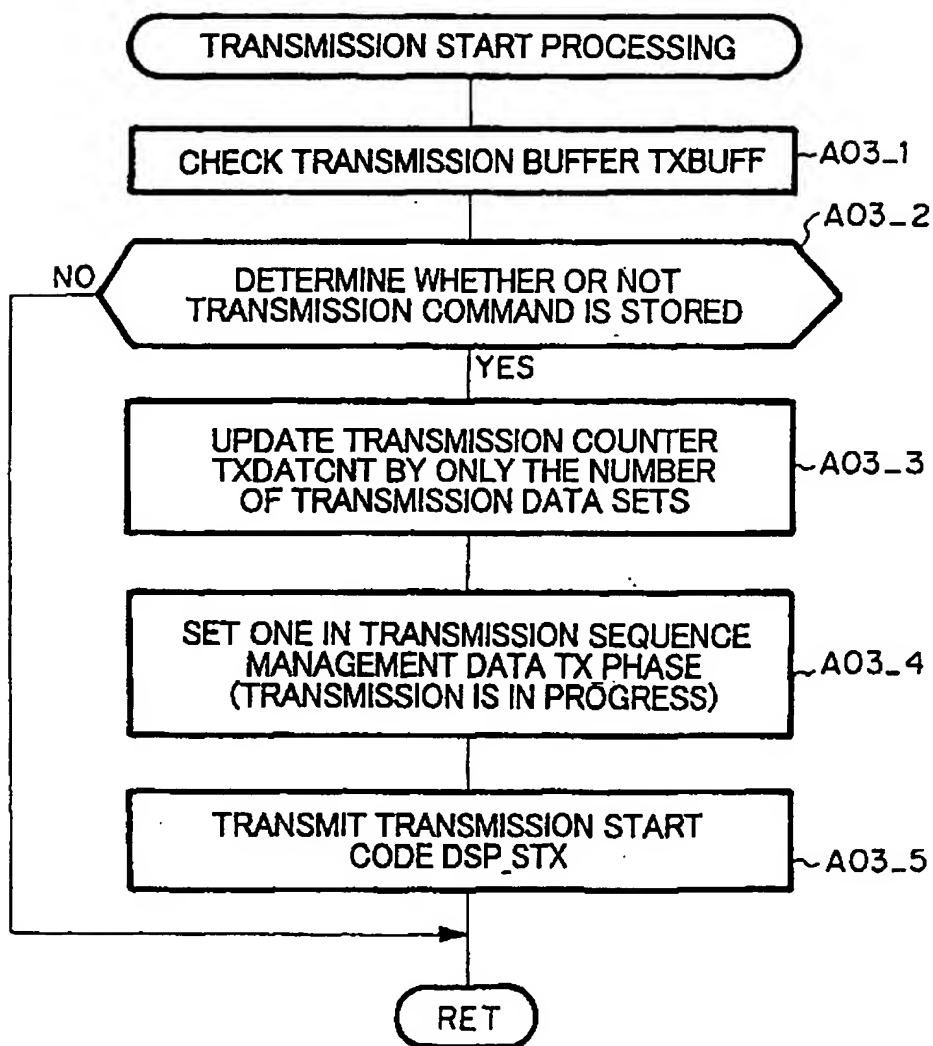 TRANSMISSION START PROCESSING
CHECK TRANSMISSION BUFFER TXBUFF
A03_1
A03_2
NO
DETERMINE WHETHER OR NOT
TRANSMISSION COMMAND IS STORED
YES
UPDATE TRANSMISSION COUNTER
TXDATCNT BY ONLY THE NUMBER
OF TRANSMISSION DATA SETS
A03_3
SET ONE IN TRANSMISSION SEQUENCE
MANAGEMENT DATA TX_PHASE
(TRANSMISSION IS IN PROGRESS)
A03_4
TRANSMIT TRANSMISSION START
CODE DSP_STX
A03_5
RET